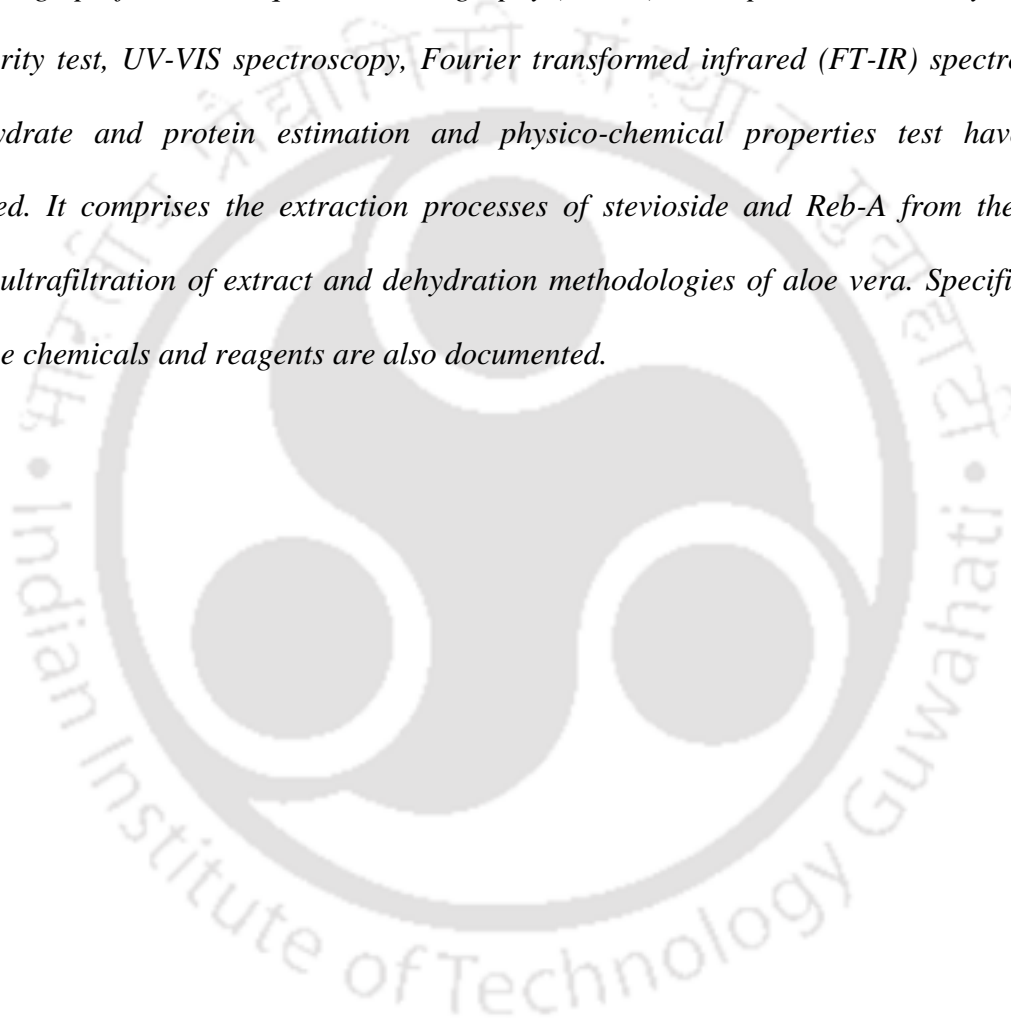 rity test, UV-VIS spectroscopy, Fourier transformed infrared (FT-IR) spectro
ydrate and protein estimation and physico-chemical properties test hav
ed. It comprises the extraction processes of stevioside and Reb-A from the
ultrafiltration of extract and dehydration methodologies of aloe vera. Specifi
e chemicals and reagents are also documented.
भारतीय प्रौद्योगिकी संस्थान गुवाहाटी
• Indian Institute of Technology Guwahati •